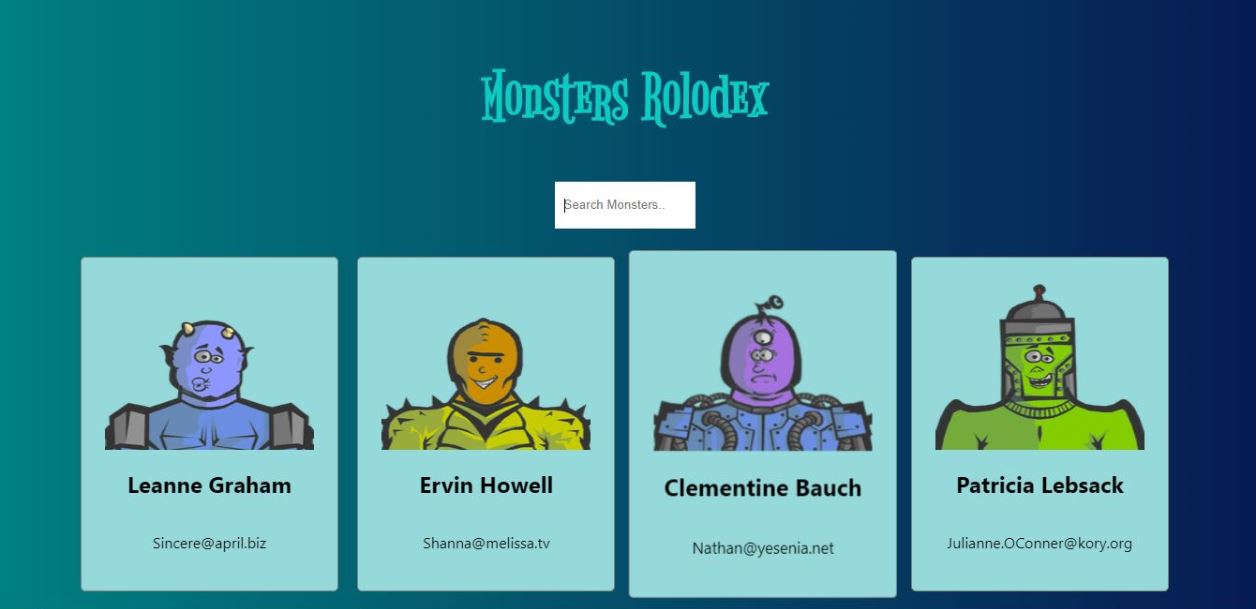 Monsters Rolodex
Search Monsters..
Leanne Graham
Sincere@april.biz
Ervin Howell
Shanna@melissa.tv
Clementine Bauch
Nathan@yesenia.net
Patricia Lebsack
Julianne.OConner@kory.org